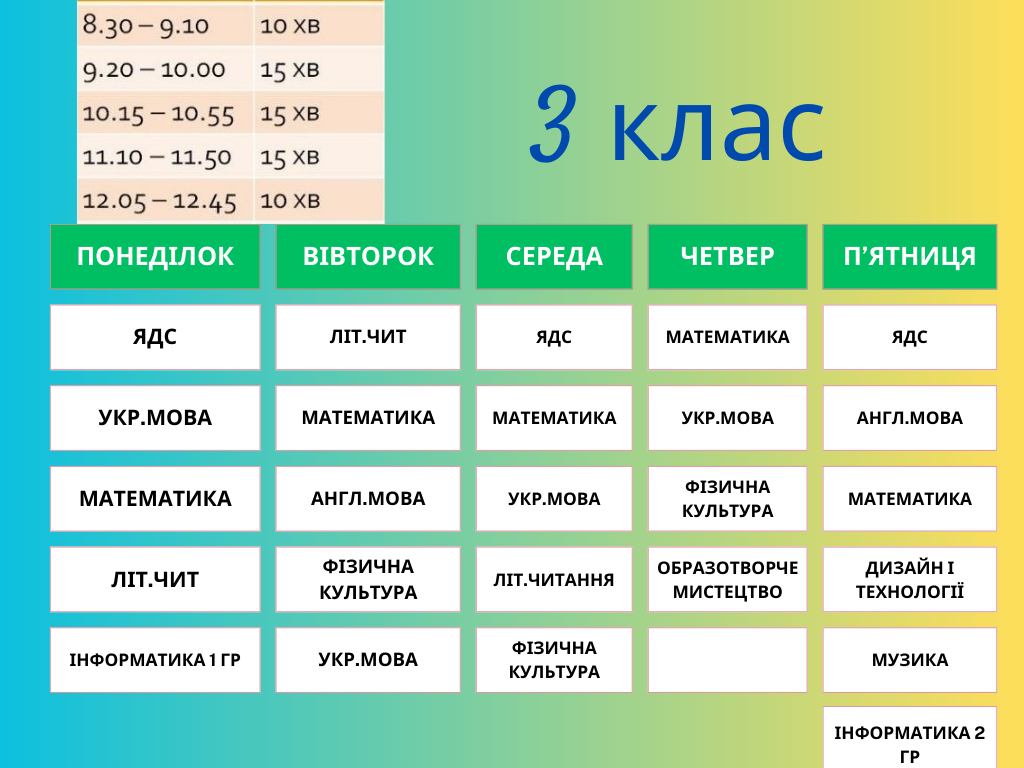 8.30 – 9.10 10 хв
9.20 – 10.00 15 хв
10.15 – 10.55 15 хв
11.10 – 11.50 15 хв
12.05 – 12.45 10 хв
3 клас
ПОНЕДІЛОК ВІВТОРОК СЕРЕДА ЧЕТВЕР П’ЯТНИЦЯ
ЯДС ЛІТ.ЧИТ ЯДС МАТЕМАТИКА ЯДС
УКР.МОВА МАТЕМАТИКА МАТЕМАТИКА УКР.МОВА АНГЛ.МОВА
МАТЕМАТИКА АНГЛ.МОВА УКР.МОВА ФІЗИЧНА
КУЛЬТУРА МАТЕМАТИКА
ЛІТ.ЧИТ ФІЗИЧНА
КУЛЬТУРА ЛІТ.ЧИТАННЯ ОБРАЗОТВОРЧЕ
МИСТЕЦТВО ДИЗАЙН І
ТЕХНОЛОГІЇ
ІНФОРМАТИКА 1 ГР УКР.МОВА ФІЗИЧНА
КУЛЬТУРА МУЗИКА
ІНФОРМАТИКА 2
ГР